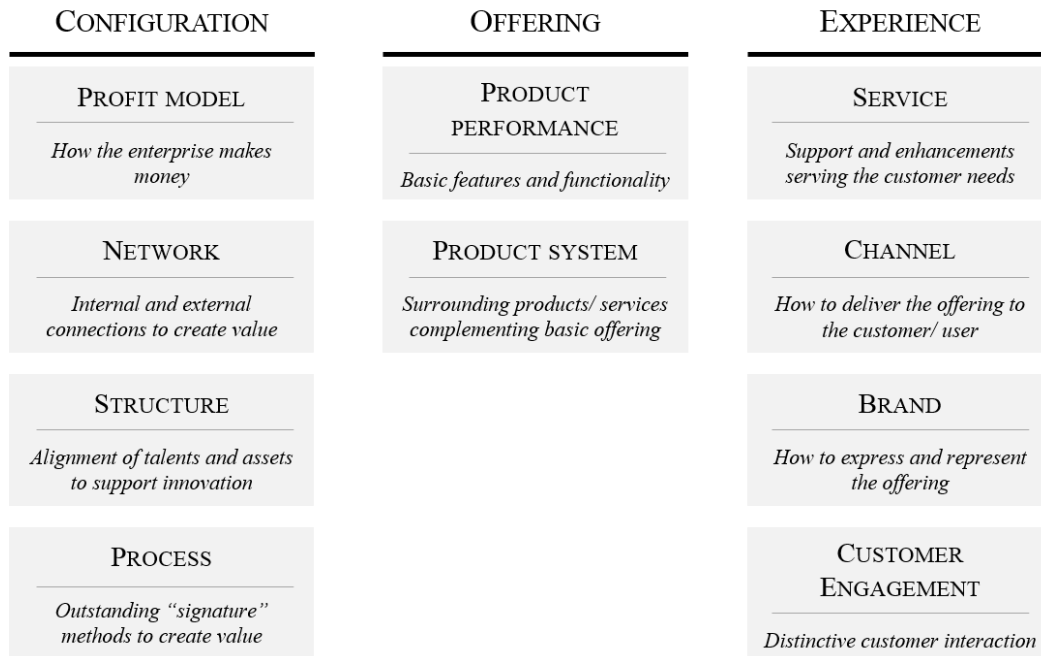 CONFIGURATION
PROFIT MODEL
How the enterprise makes
money
NETWORK
Internal and external
connections to create value
STRUCTURE
Alignment of talents and assets
to support innovation
PROCESS
Outstanding “signature”
methods to create value
OFFERING
PRODUCT
PERFORMANCE
Basic features and functionality
PRODUCT SYSTEM
Surrounding products/ services
complementing basic offering
EXPERIENCE
SERVICE
Support and enhancements
serving the customer needs
CHANNEL
How to deliver the offering to
the customer/ user
BRAND
How to express and represent
the offering
CUSTOMER
ENGAGEMENT
Distinctive customer interaction